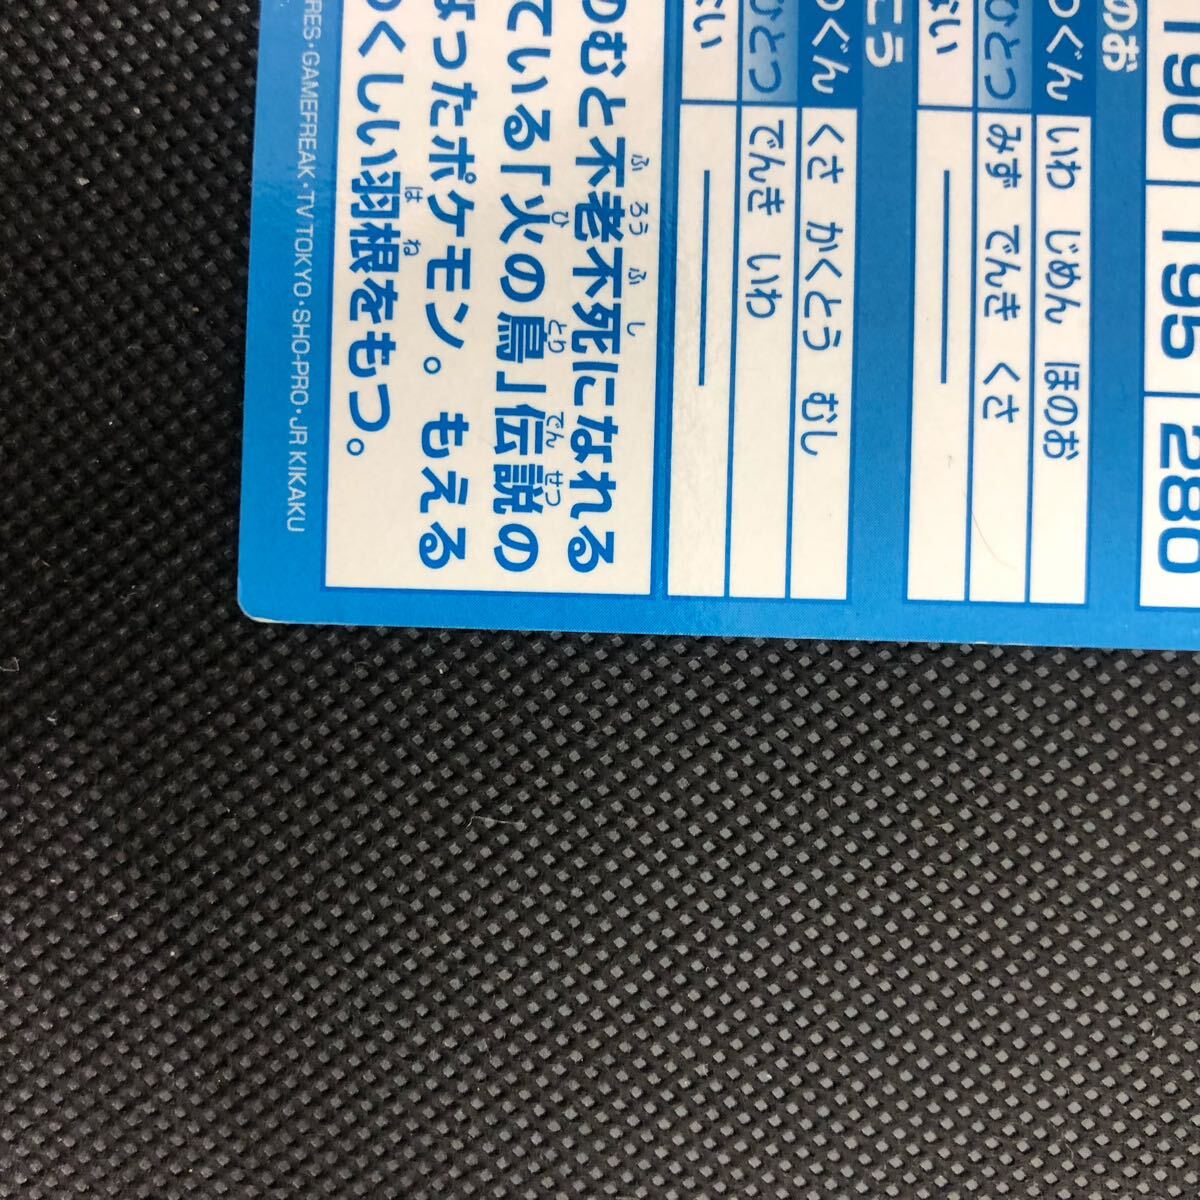 190 195 280
のお
つぐん いわ じめん ほのお
ひとつ みず でんき くさ
ない ―――
こう
つぐん くさ かくとう むし
ひとつ でんき いわ
ない ―――
のむと不老不死になれる
ている「火の鳥」伝説の
なったポケモン。もえる
つくしい羽根をもつ。
RES・GAMEFREAK・TV TOKYO・SHO-PRO・JR KIKAKU